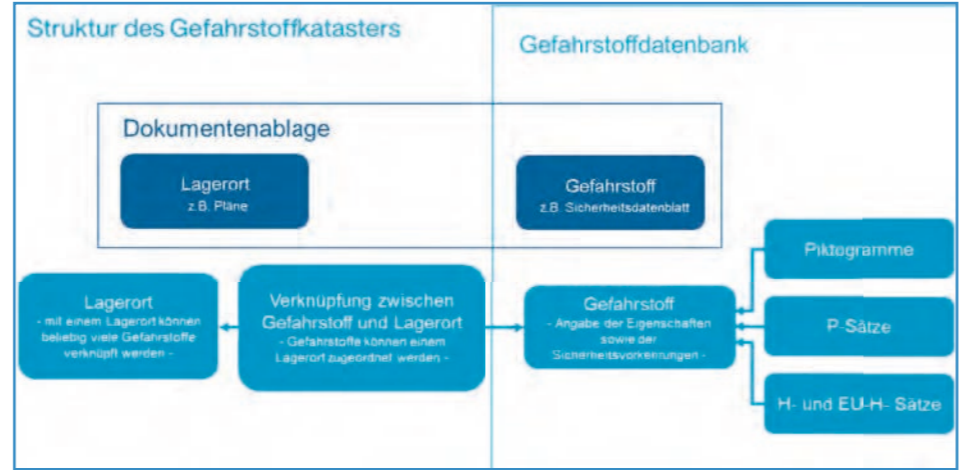 Struktur des Gefahrstoffkatasters
Gefahrstoffdatenbank
Dokumentenablage
Lagerort
z.B. Pläne
Gefahrstoff
z.B. Sicherheitsdatenblatt
Lagerort
- mit einem Lagerort können
beliebig viele Gefahrstoffe
verknüpft werden -
Verknüpfung zwischen
Gefahrstoff und Lagerort
- Gefahrstoffe können einem
Lagerort zugeordnet werden -
Gefahrstoff
- Angabe der Eigenschaften
sowie der
Sicherheitsvorkehrungen -
Piktogramme
P-Sätze
H- und EU-H- Sätze